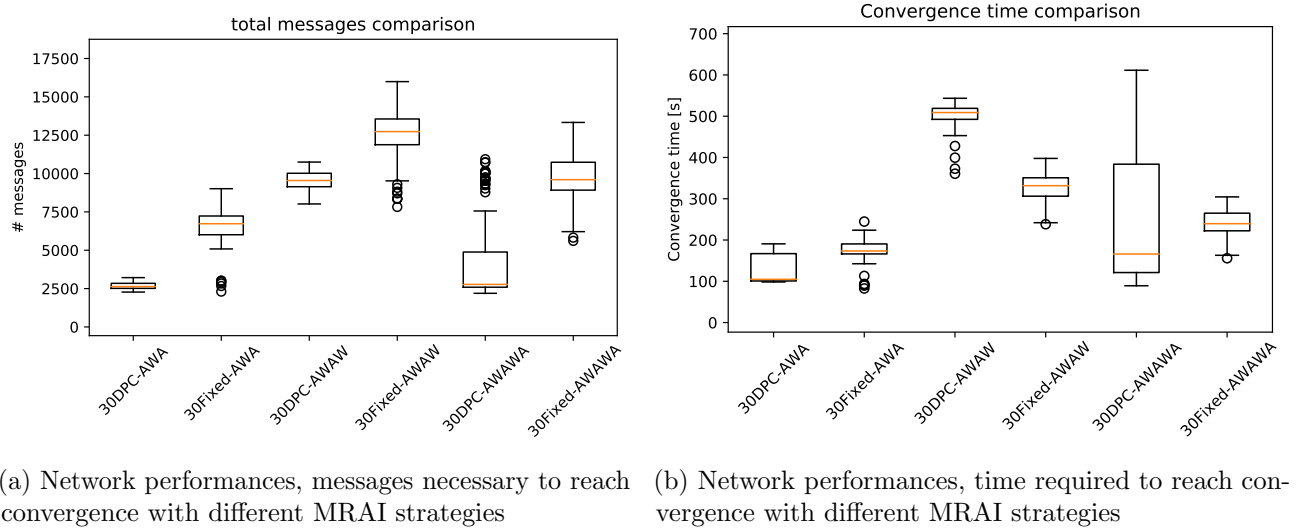 total messages comparison
17500
15000
12500
10000
7500
5000
2500
0
# messages
30DPC-AWA
30Fixed-AWA
30DPC-AWAW
30Fixed-AWAW
30DPC-AWAWA
30Fixed-AWAWA
(a) Network performances, messages necessary to reach
convergence with different MRAI strategies
Convergence time comparison
700
600
500
400
300
200
100
0
Convergence time [s]
30DPC-AWA
30Fixed-AWA
30DPC-AWAW
30Fixed-AWAW
30DPC-AWAWA
30Fixed-AWAWA
(b) Network performances, time required to reach con-
vergence with different MRAI strategies